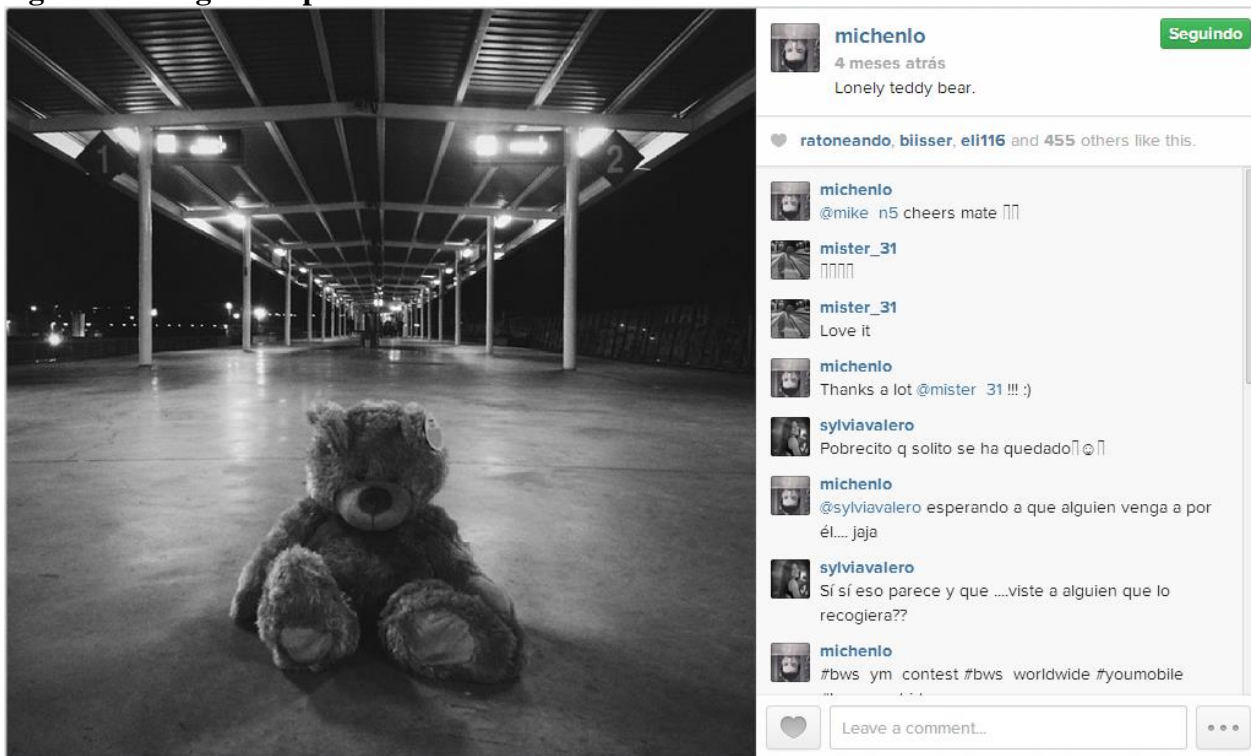 michenlo
Seguindo
4 meses atrás
Lonely teddy bear.
ratoneando, biisser, eli116 and 455 others like this.
michenlo
@mike n5 cheers mate
mister_31
mister_31
Love it
michenlo
Thanks a lot @mister 31 !!! :)
sylviavalero
Pobrecito q solito se ha quedado☺
michenlo
@sylviavalero esperando a que alguien venga a por
él.... jaja
sylviavalero
Sí sí eso parece y que ....viste a alguien que lo
recogiera??
michenlo
#bws ym contest #bws worldwide #youmobile
Leave a comment...
1
2